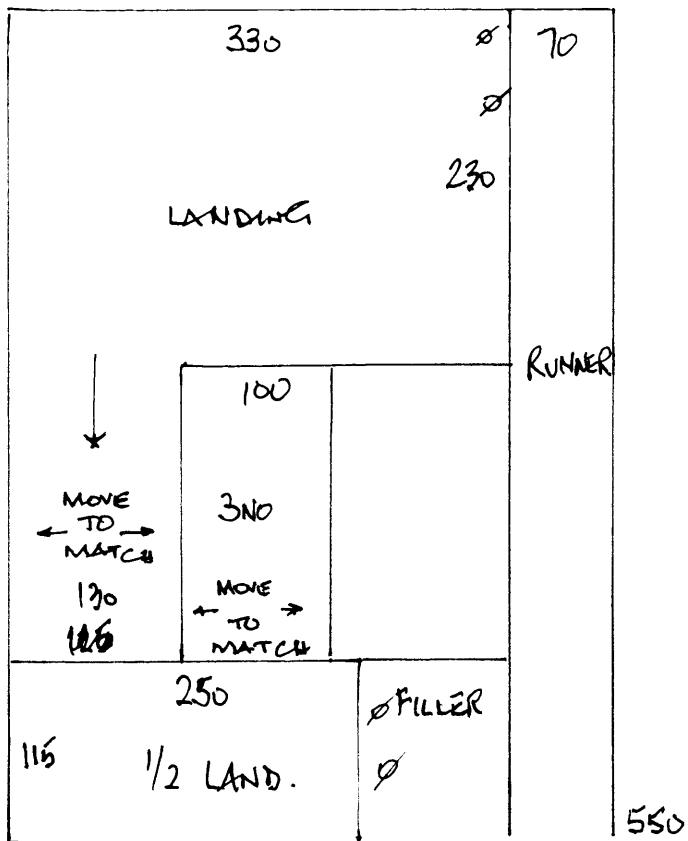 330
ø
70
ø
230
LANDING
RUNNER
100
MOVE
TO
MATCH
3NO
130
MOVE
TO
MATCH
250
ø FILLER
115
1/2 LAND.
ø
550